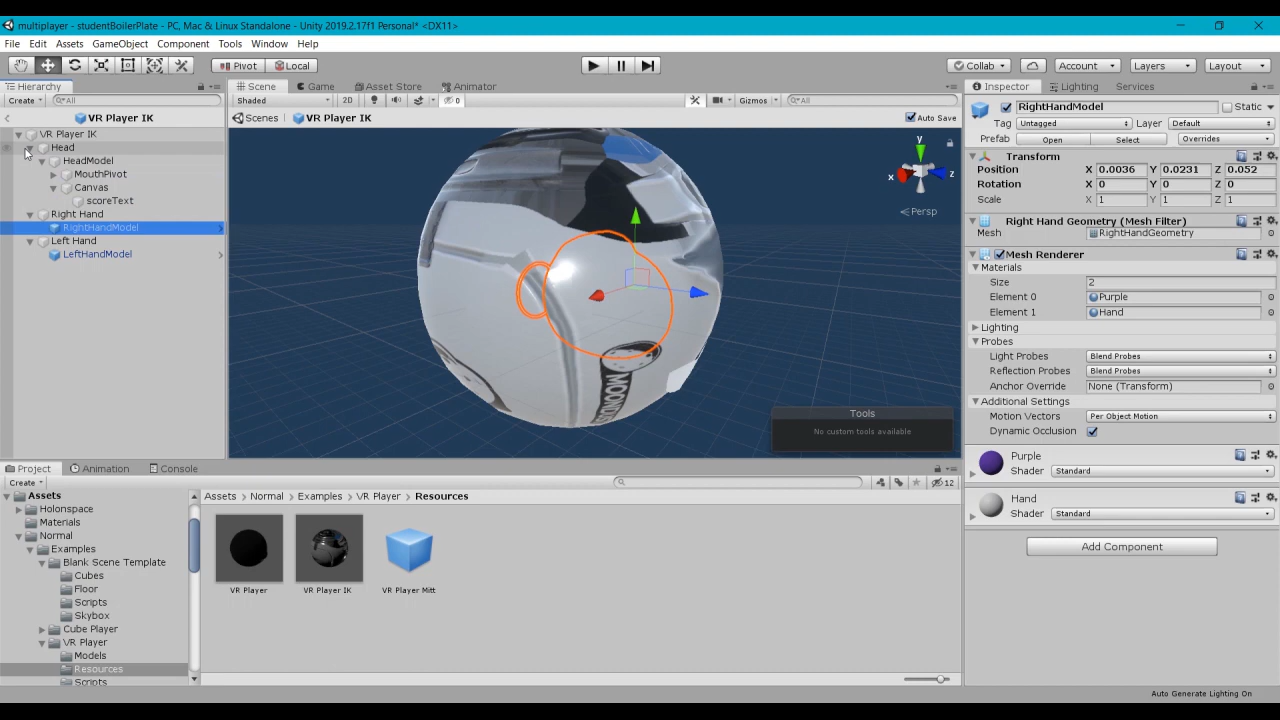 multiplayer - studentBoilerPlate - PC, Mac & Linux Standalone - Unity 2019.2.17f1 Personal* <DX11>
File Edit Assets GameObject Component Tools Window Help
Pivot Local Collab Account Layers Layout
Hierarchy Scene Game Asset Store Animator Inspector Lighting Services
Create All Shaded 2D 0 Gizmos All RightHandModel Static
VR Player IK Scenes VR Player IK Auto Save Tag Untagged Layer Default
VR Player IK
Head
HeadModel
MouthPivot
Canvas
scoreText
Right Hand
RightHandModel
Left Hand
LeftHandModel
y
x
z
Persp
Tools
No custom tools available
Prefab Open Select Overrides
Transform
Position X 0.0036 Y 0.0231 Z 0.052
Rotation X 0 Y 0 Z 0
Scale X 1 Y 1 Z 1
Right Hand Geometry (Mesh Filter)
Mesh RightHandGeometry
Mesh Renderer
Materials
Size 2
Element 0 Purple
Element 1 Hand
Lighting
Probes
Light Probes Blend Probes
Reflection Probes Blend Probes
Anchor Override None (Transform)
Additional Settings
Motion Vectors Per Object Motion
Dynamic Occlusion
Purple
Shader Standard
Hand
Shader Standard
Add Component
Project Animation Console
Create 12
Assets
Holonspace
Materials
Normal
Examples
Blank Scene Template
Cubes
Floor
Scripts
Skybox
Cube Player
VR Player
Models
Resources
Scripts
Assets > Normal > Examples > VR Player > Resources
VR Player VR Player IK VR Player Mitt
Auto Generate Lighting On